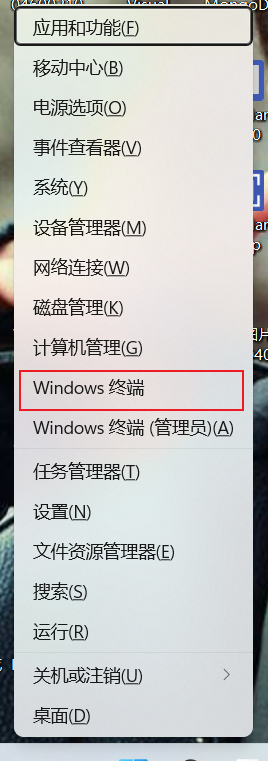 04600210 Visual MongoD
应用和功能(F)
移动中心(B)
电源选项(O)
事件查看器(V)
系统(Y)
设备管理器(M)
网络连接(W)
磁盘管理(K)
计算机管理(G)
Windows 终端
Windows 终端 (管理员)(A)
任务管理器(T)
设置(N)
文件资源管理器(E)
搜索(S)
运行(R)
关机或注销(U)
桌面(D)